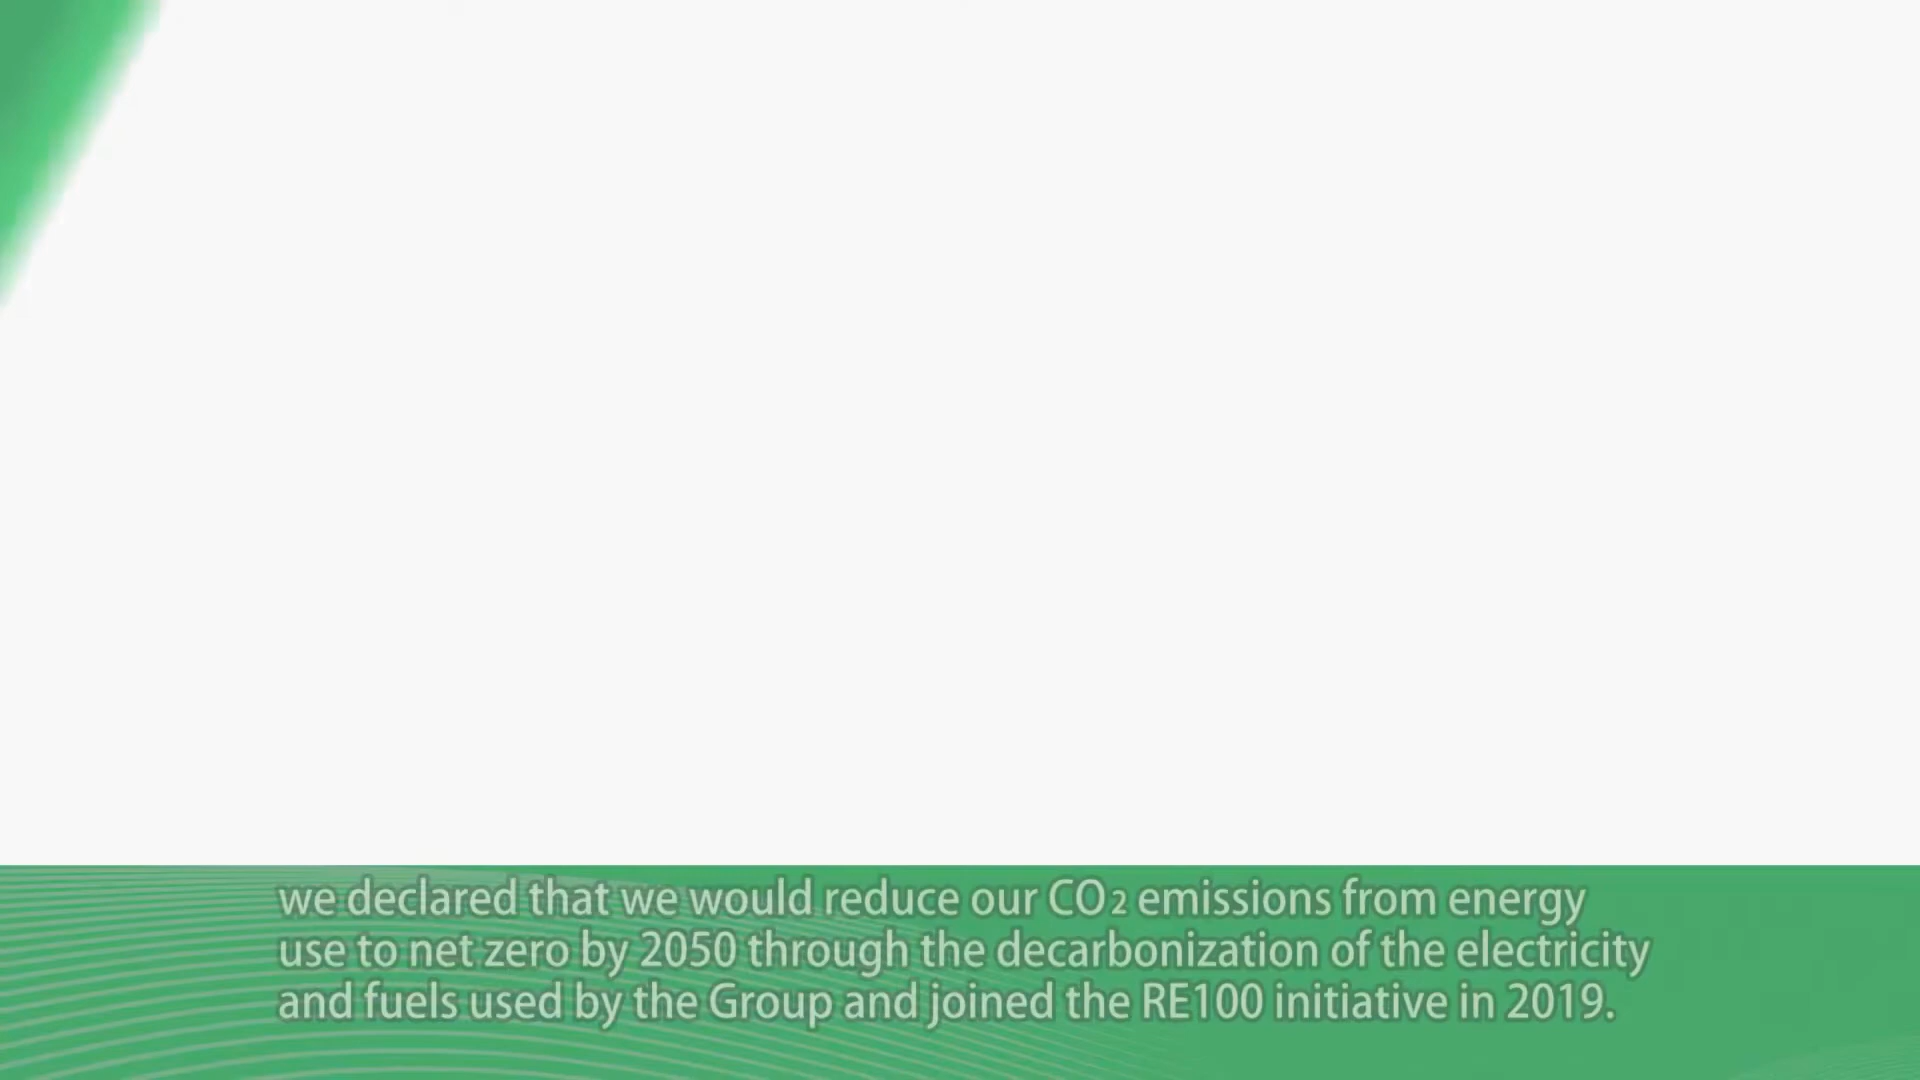 we declared that we would reduce our CO₂ emissions from energy
use to net zero by 2050 through the decarbonization of the electricity
and fuels used by the Group and joined the RE100 initiative in 2019.